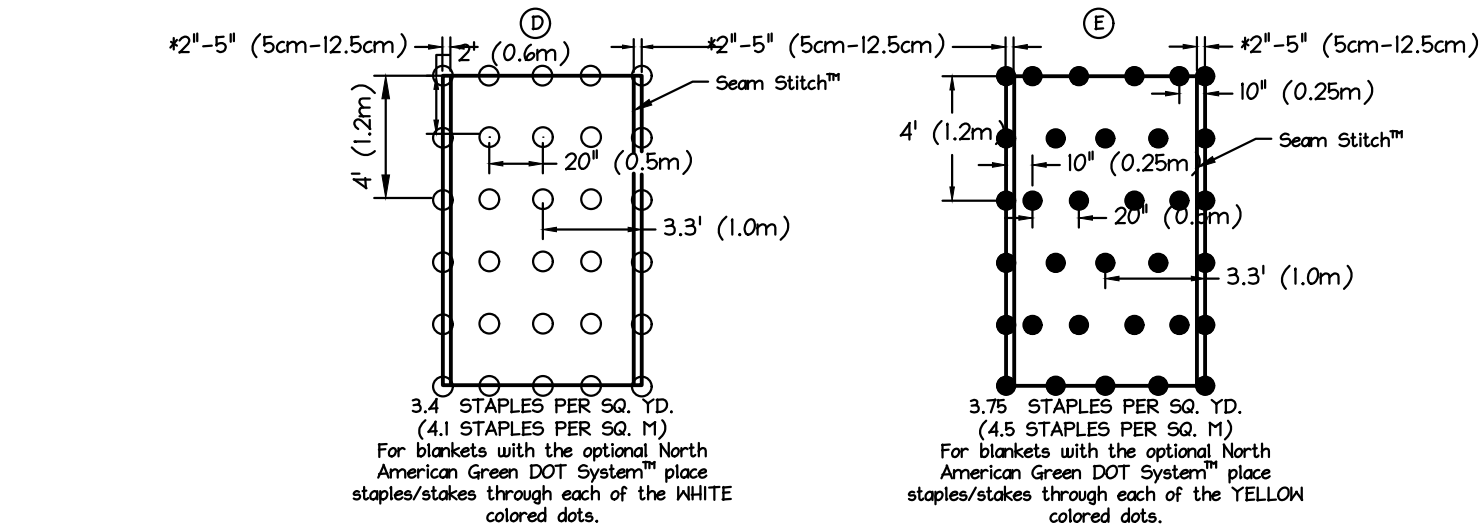 D
*2"-5" (5cm-12.5cm)
2' (0.6m)
Seam Stitch™
4' (1.2m)
20" (0.5m)
3.3' (1.0m)
3.4 STAPLES PER SQ. YD.
(4.1 STAPLES PER SQ. M)
For blankets with the optional North
American Green DOT System™ place
staples/stakes through each of the WHITE
colored dots.
E
*2"-5" (5cm-12.5cm)
*2"-5" (5cm-12.5cm)
10" (0.25m)
4' (1.2m)
Seam Stitch™
10" (0.25m)
20" (0.5m)
3.3' (1.0m)
3.75 STAPLES PER SQ. YD.
(4.5 STAPLES PER SQ. M)
For blankets with the optional North
American Green DOT System™ place
staples/stakes through each of the YELLOW
colored dots.